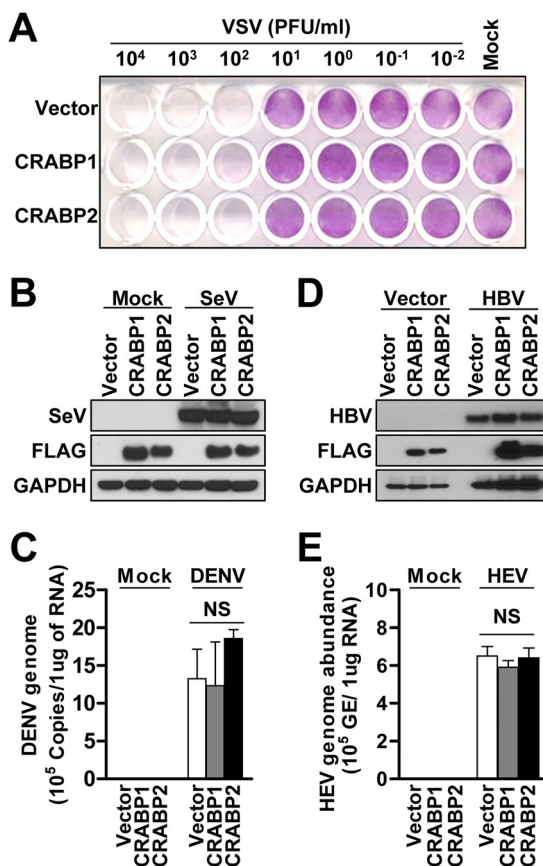 A
VSV (PFU/ml)
10⁴ 10³ 10² 10¹ 10⁰ 10⁻¹ 10⁻² Mock
Vector
CRABP1
CRABP2
B
Mock SeV
Vector CRABP1 CRABP2 Vector CRABP1 CRABP2
SeV
FLAG
GAPDH
D
Vector HBV
Vector CRABP1 CRABP2 Vector CRABP1 CRABP2
HBV
FLAG
GAPDH
C
Mock DENV
NS
DENV genome
(10⁵ Copies/1ug of RNA)
25
20
15
10
5
0
Vector CRABP1 CRABP2 Vector CRABP1 CRABP2
E
Mock HEV
NS
HEV genome abundance
(10⁵ GE/ 1ug RNA)
10
8
6
4
2
0
Vector CRABP1 CRABP2 Vector CRABP1 CRABP2